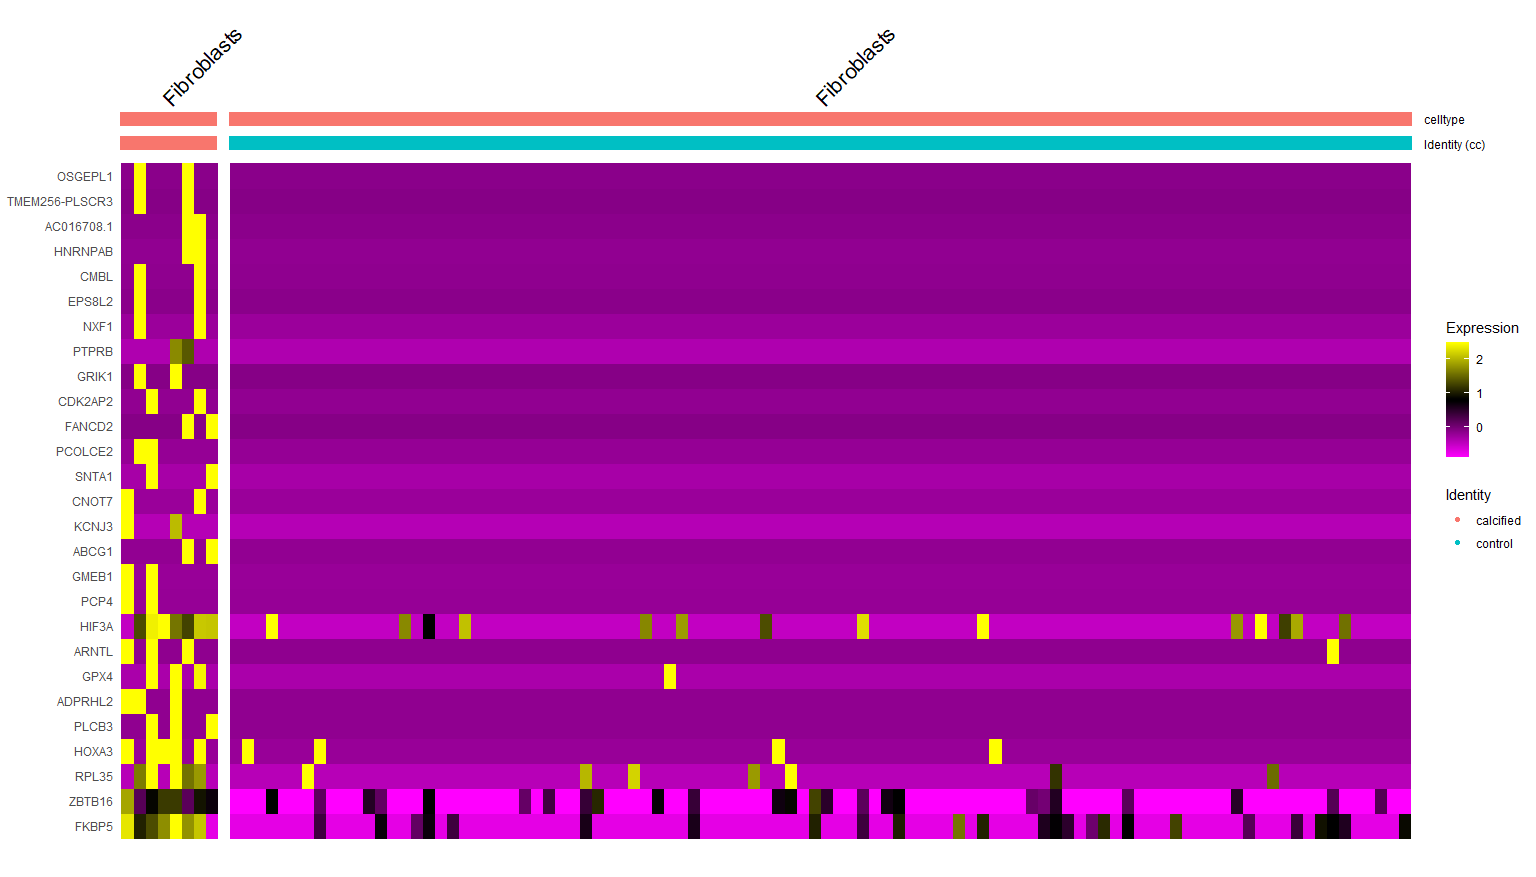 Fibroblasts
Fibroblasts
celltype
Identity (cc)
OSGEPL1
TMEM256-PLSCR3
AC016708.1
HNRNPAB
CMBL
EPS8L2
NXF1
PTPRB
GRIK1
CDK2AP2
FANCD2
PCOLCE2
SNTA1
CNOT7
KCNJ3
ABCG1
GMEB1
PCP4
HIF3A
ARNTL
GPX4
ADPRHL2
PLCB3
HOXA3
RPL35
ZBTB16
FKBP5
Expression
2
1
0
Identity
calcified
control